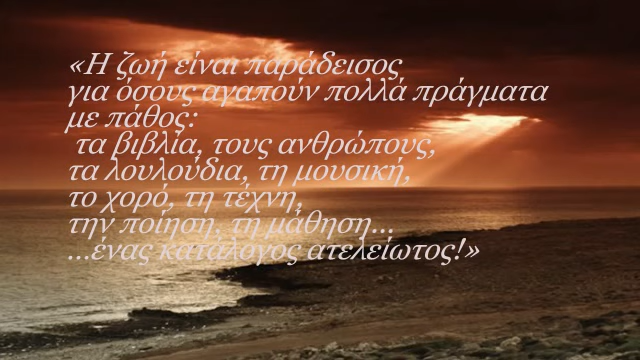 «Η ζωή είναι παράδεισος
για όσους αγαπούν πολλά πράγματα
με πάθος:
τα βιβλία, τους ανθρώπους,
τα λουλούδια, τη μουσική,
το χορό, τη τέχνη,
την ποίηση, τη μάθηση...
...ένας κατάλογος ατελείωτος!»